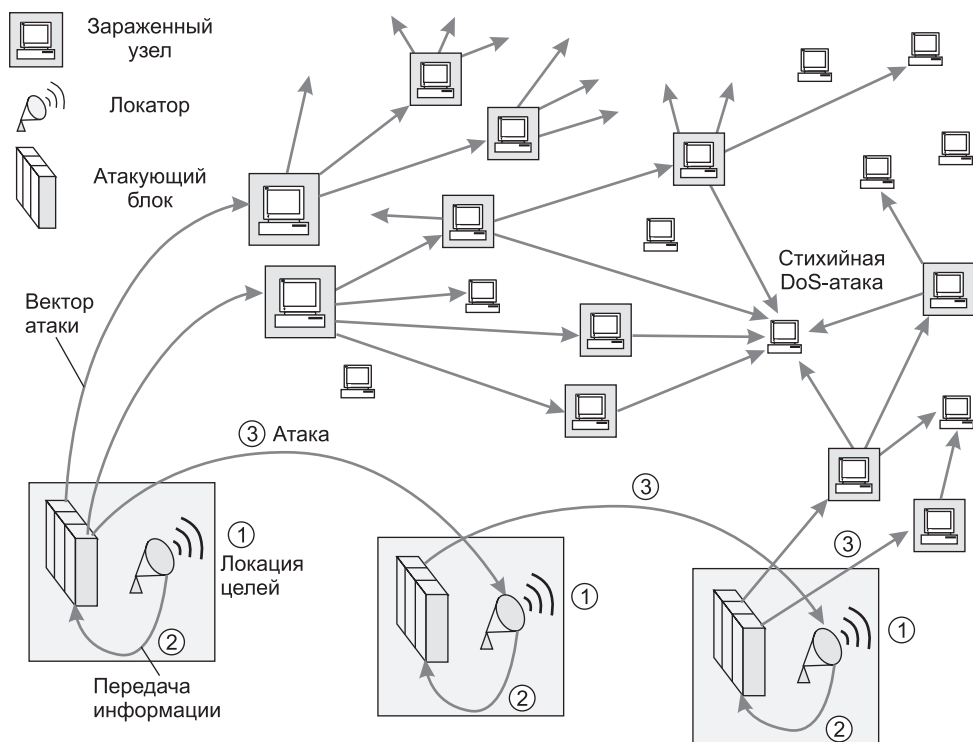 Зараженный
узел
Локатор
Атакующий
блок
Стихийная
DoS-атака
Вектор
атаки
3 Атака
3
1
Локация
целей
3
1
1
2
2
2
Передача
информации